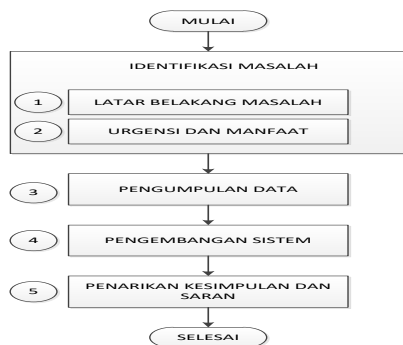 MULAI
IDENTIFIKASI MASALAH
1
LATAR BELAKANG MASALAH
2
URGENSI DAN MANFAAT
3
PENGUMPULAN DATA
4
PENGEMBANGAN SISTEM
5
PENARIKAN KESIMPULAN DAN
SARAN
SELESAI